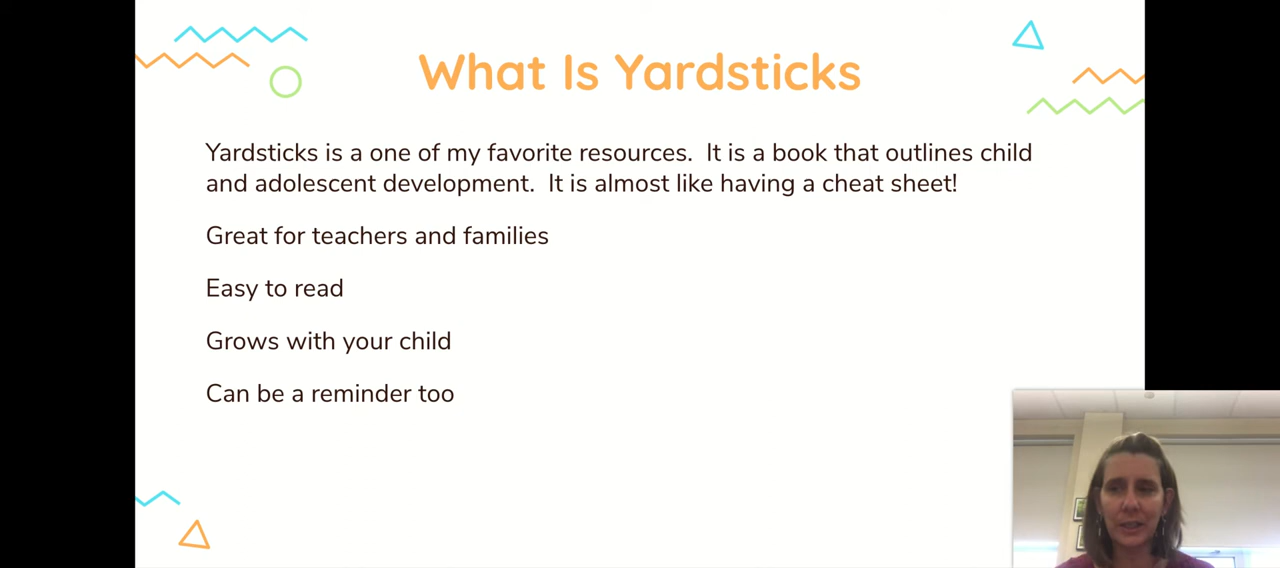 What Is Yardsticks
Yardsticks is a one of my favorite resources.  It is a book that outlines child
and adolescent development.  It is almost like having a cheat sheet!
Great for teachers and families
Easy to read
Grows with your child
Can be a reminder too